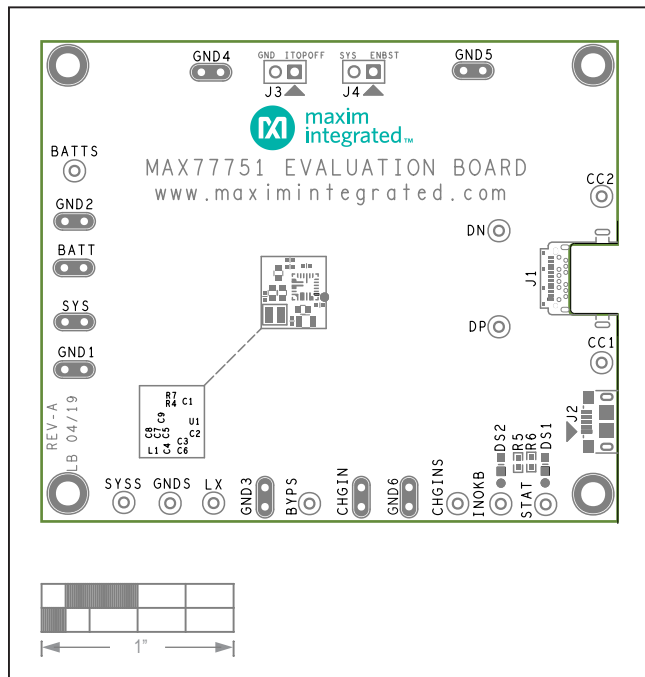 GND4
GND ITOPOFF
J3
SYS ENBST
J4
GND5
maxim
integrated™
MAX77751 EVALUATION BOARD
www.maximintegrated.com
BATTS
GND2
BATT
SYS
GND1
CC2
DN
J1
DP
CC1
J2
REV-A
LB 04/19
R7
R4 C1
C9
U1
C8
C7
C5
C2
C3
L1
C4
C6
DS2
R5
R6
DS1
SYSS
GNDS
LX
GND3
BYPS
CHGIN
GND6
CHGINS
INOKB
STAT
1"